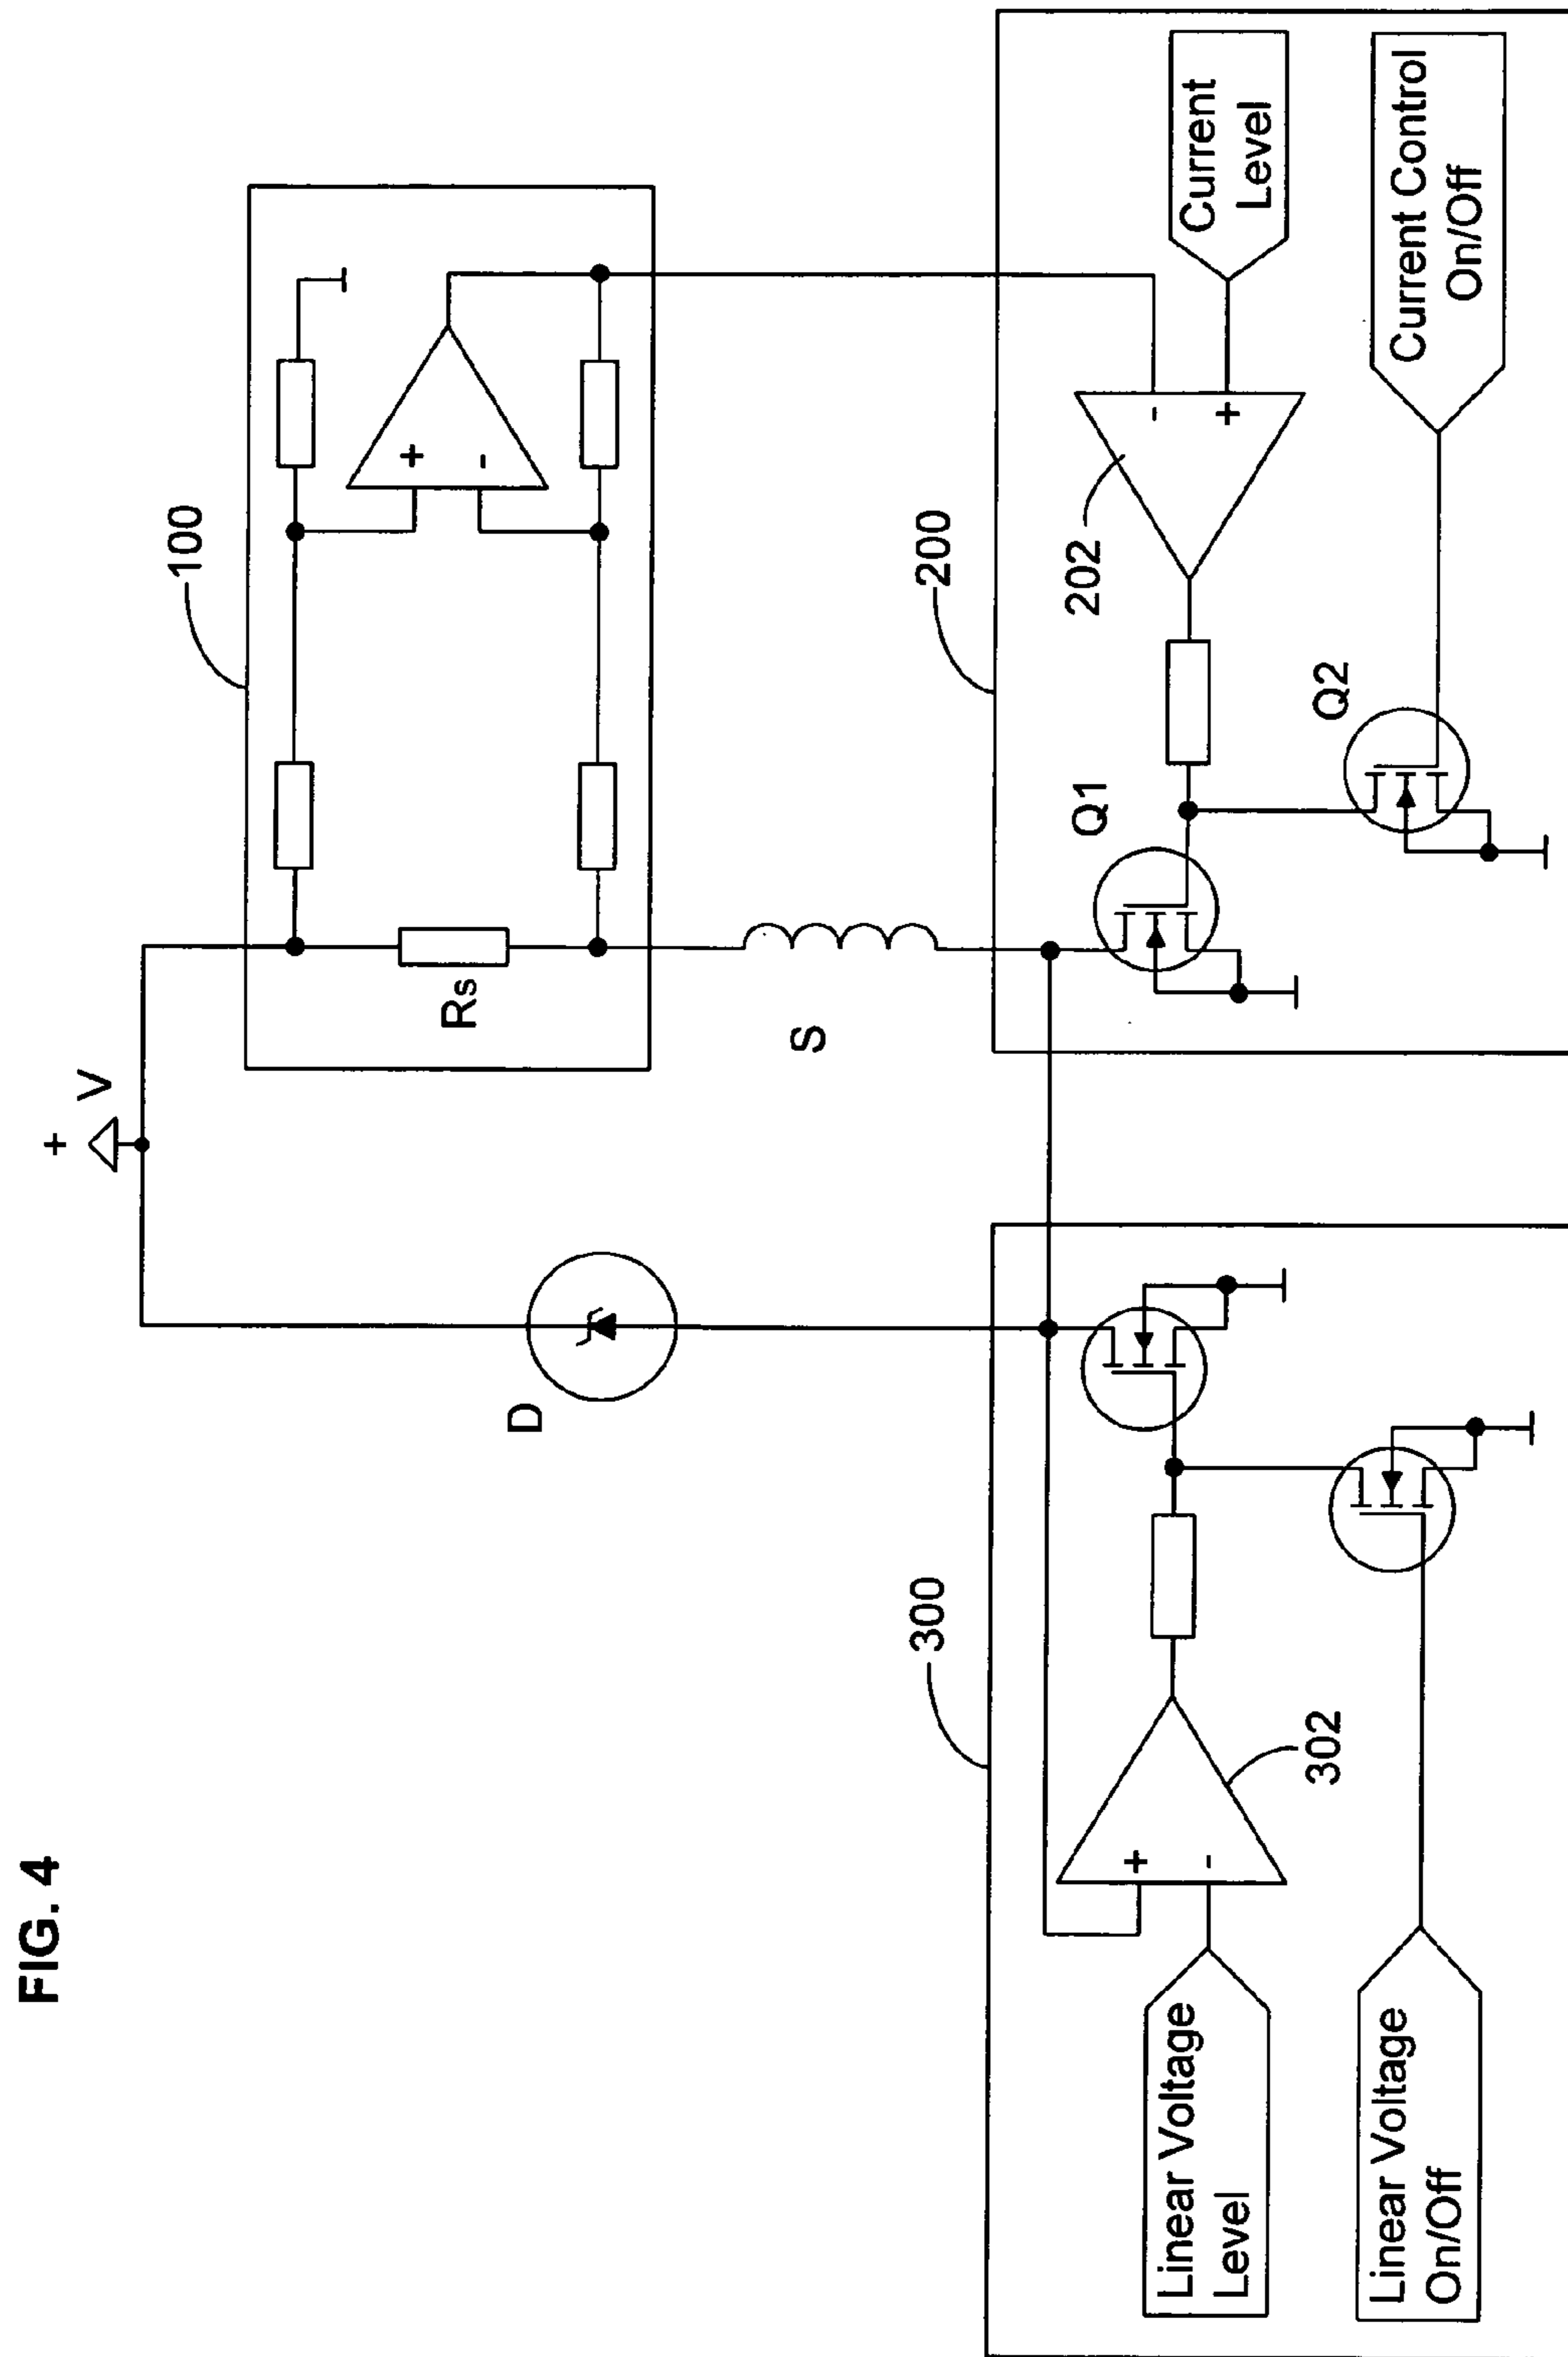 FIG. 4
+
V
D
100
Rs
+
-
S
300
Linear Voltage
Level
+
-
302
Linear Voltage
On/Off
200
Q1
Q2
202
-
+
Current
Level
Current Control
On/Off